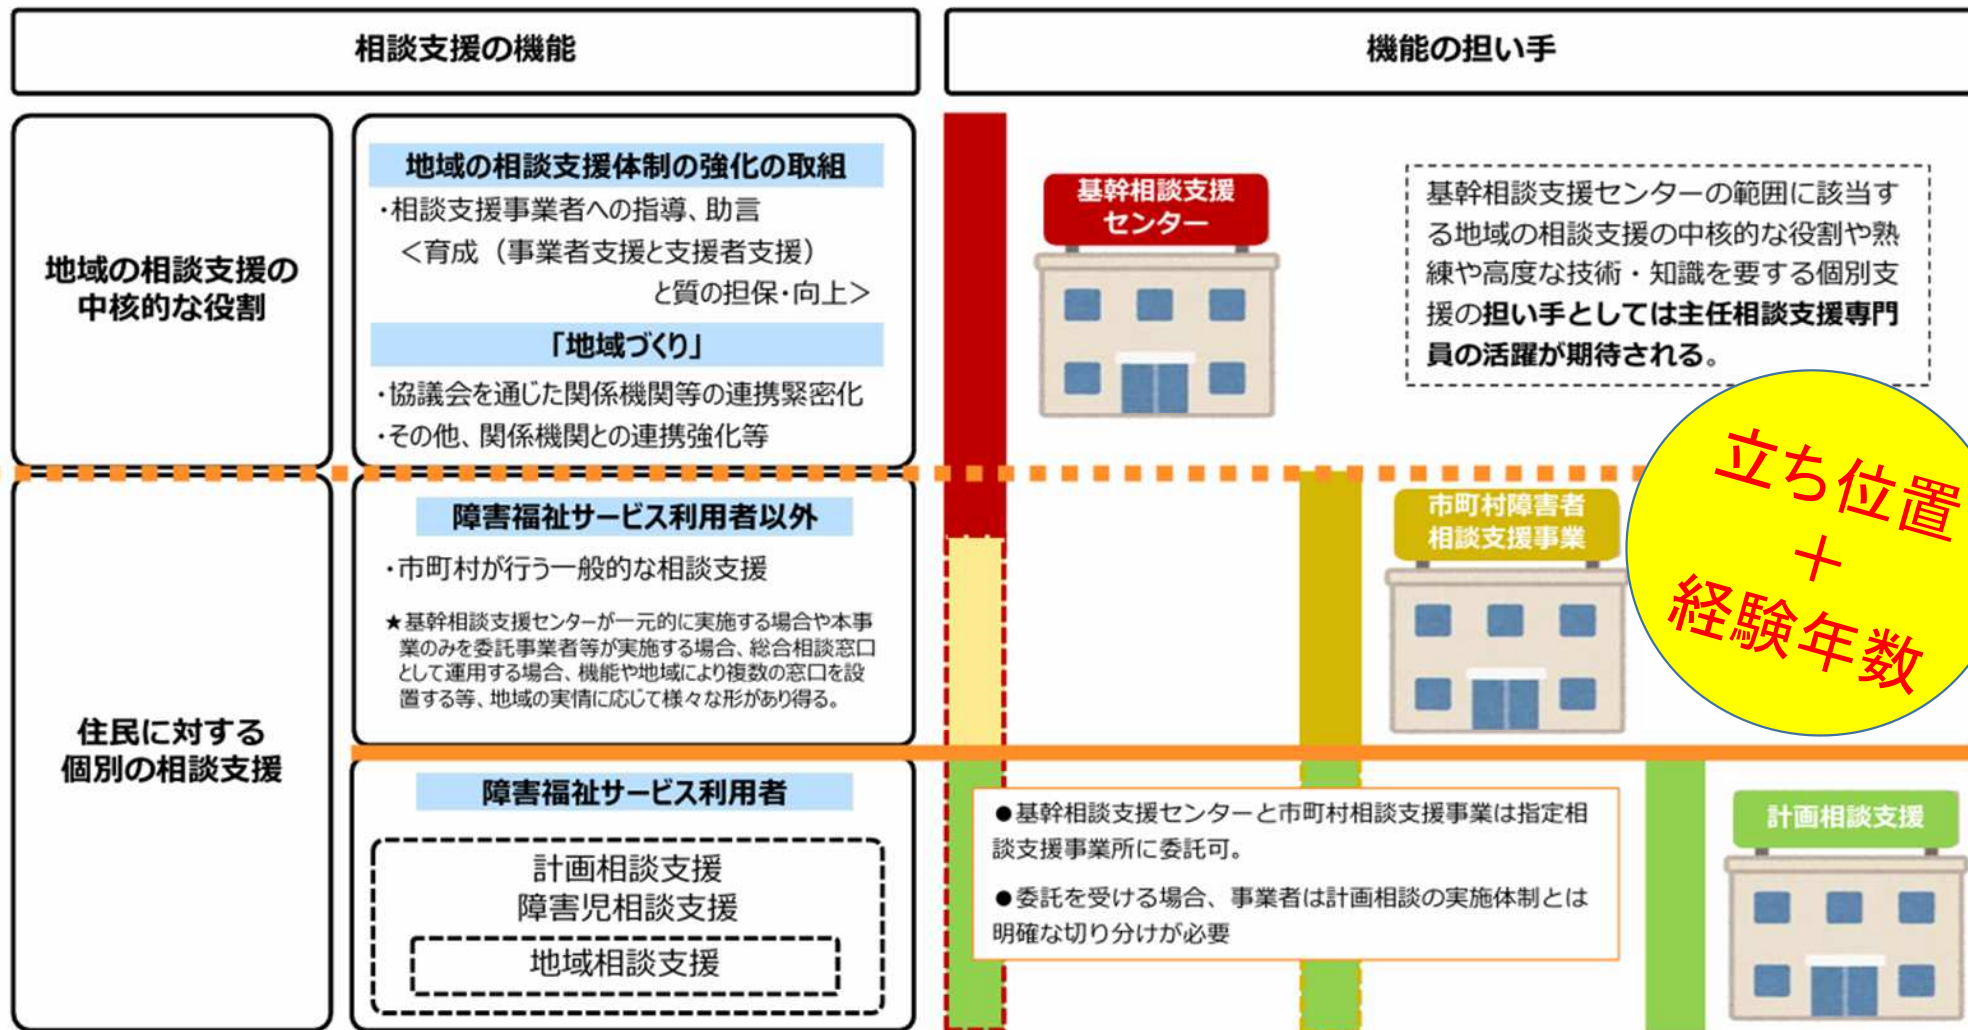 相談支援の機能
機能の担い手
地域の相談支援の
中核的な役割
地域の相談支援体制の強化の取組
・相談支援事業者への指導、助言
＜育成（事業者支援と支援者支援）
と質の担保・向上＞
「地域づくり」
・協議会を通じた関係機関等の連携緊密化
・その他、関係機関との連携強化等
基幹相談支援
センター
基幹相談支援センターの範囲に該当す
る地域の相談支援の中核的な役割や熟
練や高度な技術・知識を要する個別支
援の担い手としては主任相談支援専門
員の活躍が期待される。
立ち位置
＋
経験年数
住民に対する
個別の相談支援
障害福祉サービス利用者以外
・市町村が行う一般的な相談支援
★基幹相談支援センターが一元的に実施する場合や本事
業のみを委託事業者等が実施する場合、総合相談窓口
として運用する場合、機能や地域により複数の窓口を設
置する等、地域の実情に応じて様々な形があり得る。
市町村障害者
相談支援事業
障害福祉サービス利用者
計画相談支援
障害児相談支援
地域相談支援
●基幹相談支援センターと市町村相談支援事業は指定相
談支援事業所に委託可。
●委託を受ける場合、事業者は計画相談の実施体制とは
明確な切り分けが必要
計画相談支援